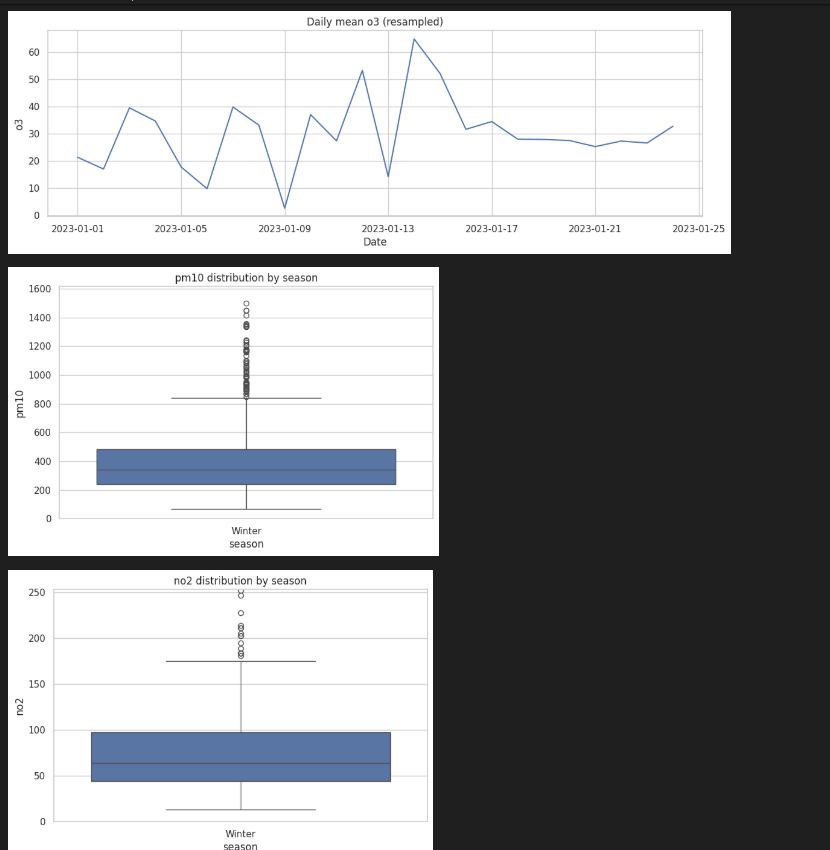 Daily mean o3 (resampled)
60
50
40
30
20
10
0
o3
2023-01-01 2023-01-05 2023-01-09 2023-01-13 2023-01-17 2023-01-21 2023-01-25
Date
pm10 distribution by season
1600
1400
1200
1000
800
600
400
200
0
pm10
Winter
season
no2 distribution by season
250
200
150
100
50
0
no2
Winter
season